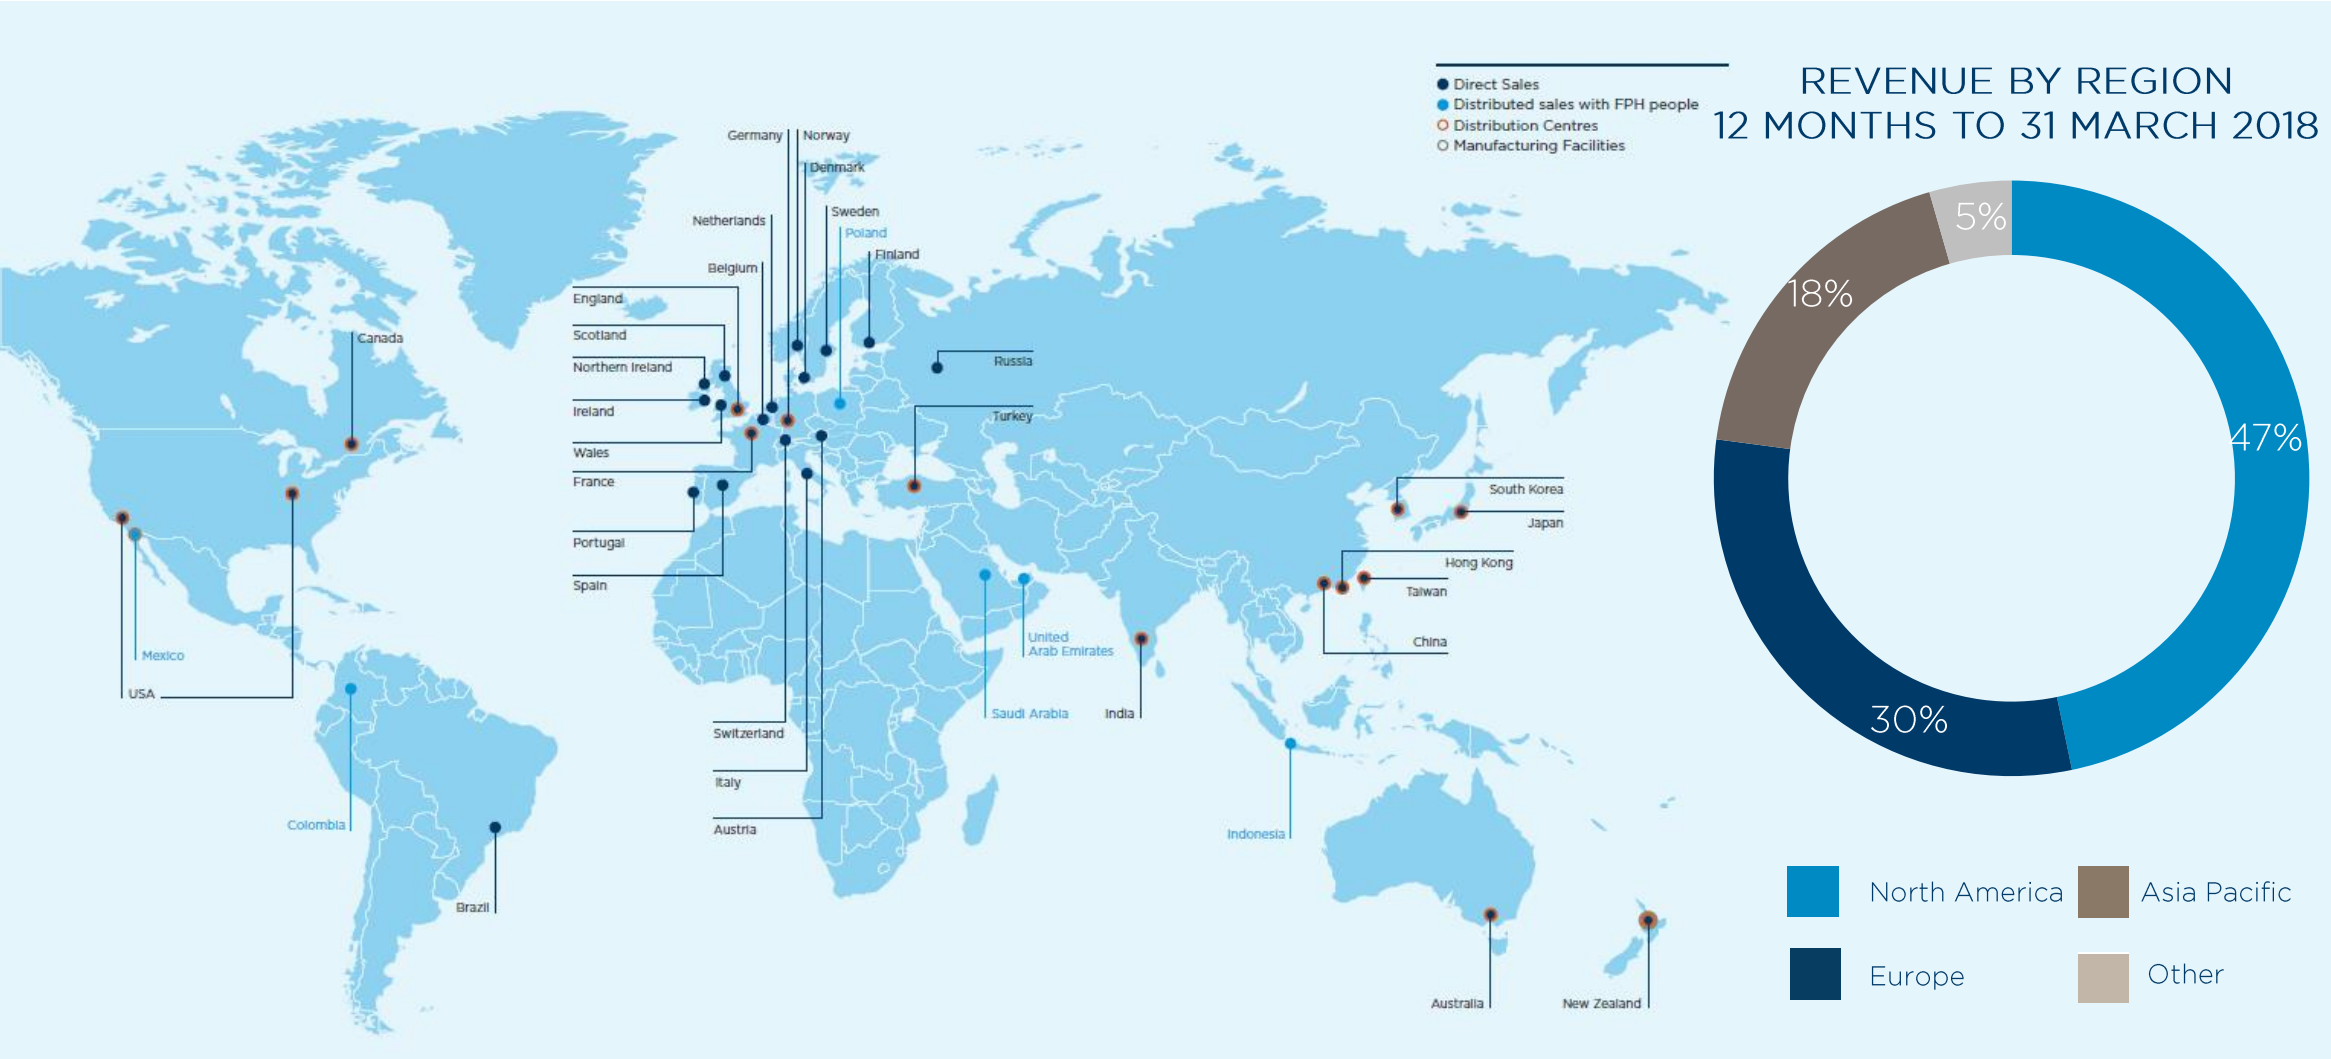 Direct Sales
Distributed sales with FPH people
Distribution Centres
Manufacturing Facilities
REVENUE BY REGION
12 MONTHS TO 31 MARCH 2018
Germany
Norway
Denmark
Netherlands
Sweden
Poland
Belgium
Finland
England
Scotland
Northern Ireland
Ireland
Wales
France
Portugal
Spain
Canada
Russia
Turkey
South Korea
Japan
Hong Kong
Taiwan
China
Mexico
USA
United
Arab Emirates
Saudi Arabia
India
Switzerland
Italy
Austria
Colombia
Brazil
Indonesia
Australia
New Zealand
5%
18%
47%
30%
North America
Asia Pacific
Europe
Other